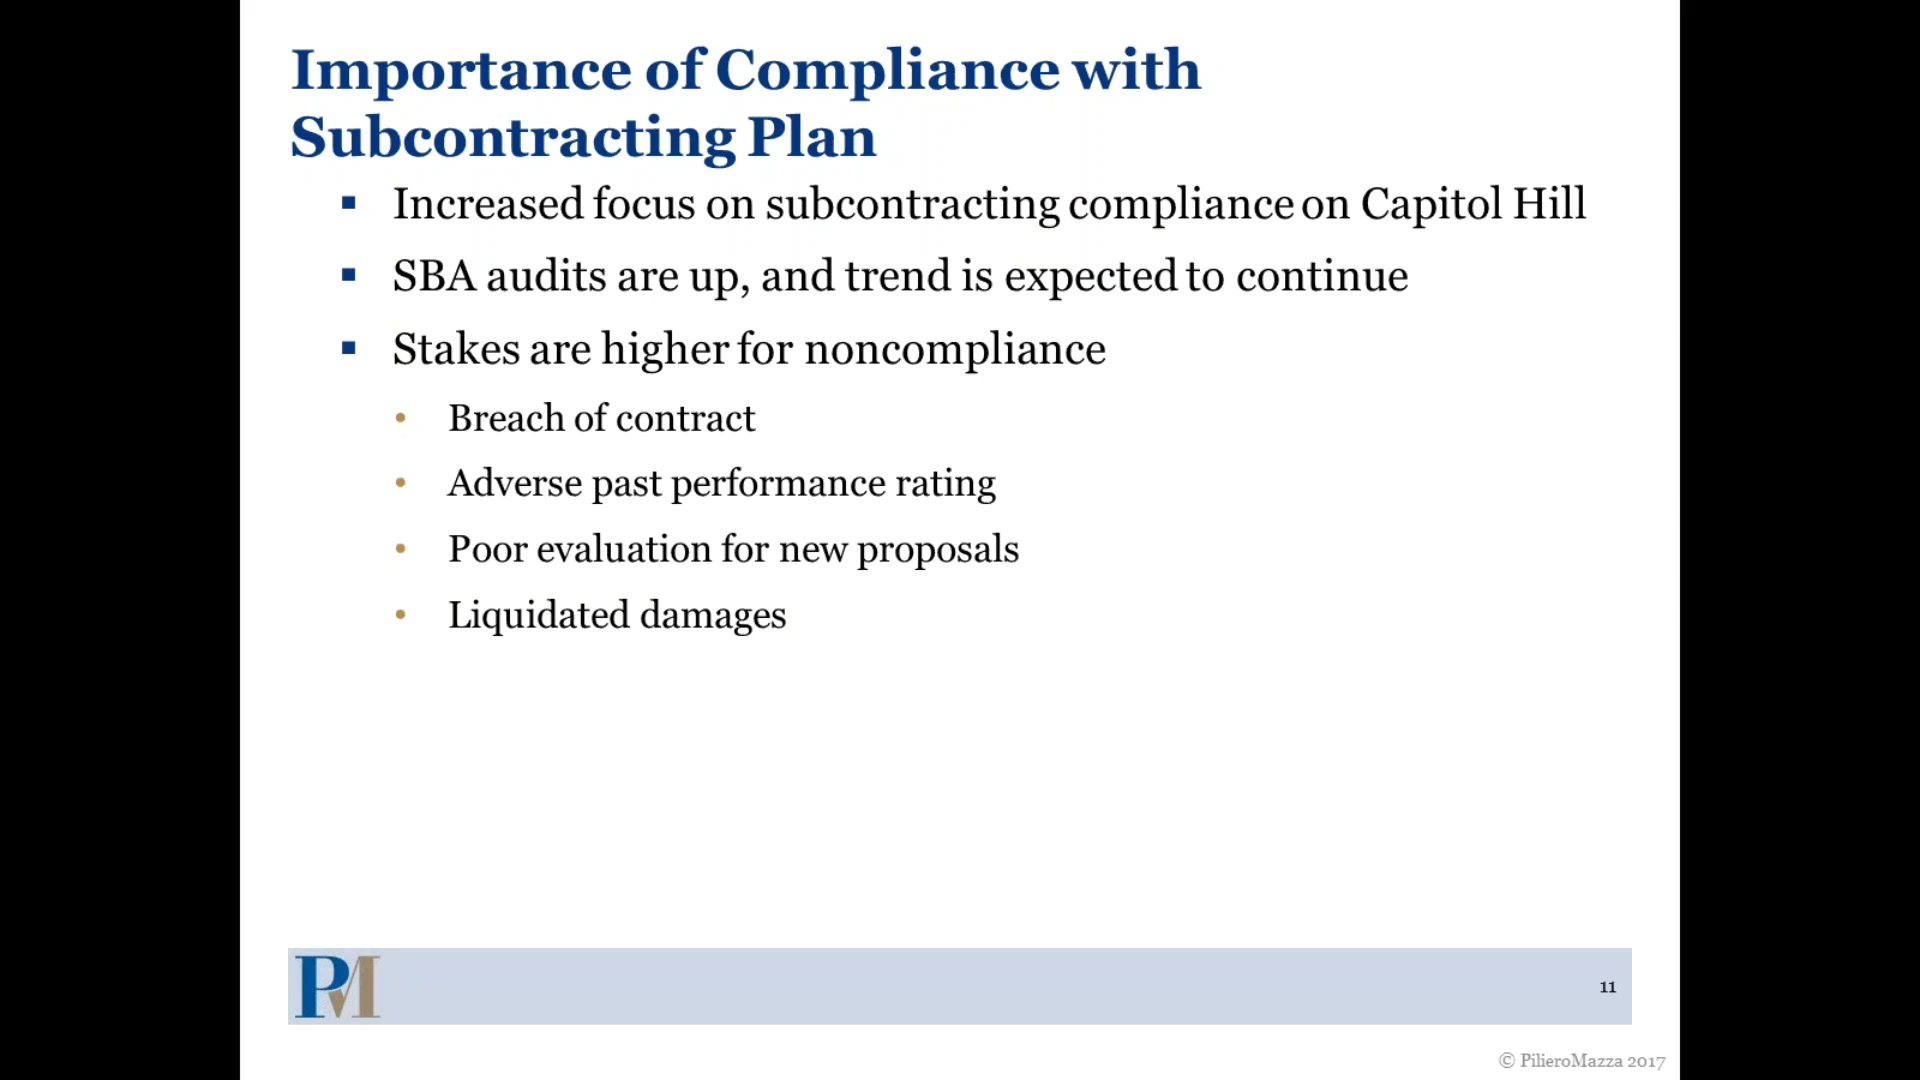 Importance of Compliance with
Subcontracting Plan
▪ Increased focus on subcontracting compliance on Capitol Hill
▪ SBA audits are up, and trend is expected to continue
▪ Stakes are higher for noncompliance
• Breach of contract
• Adverse past performance rating
• Poor evaluation for new proposals
• Liquidated damages
PM
11
© PilieroMazza 2017